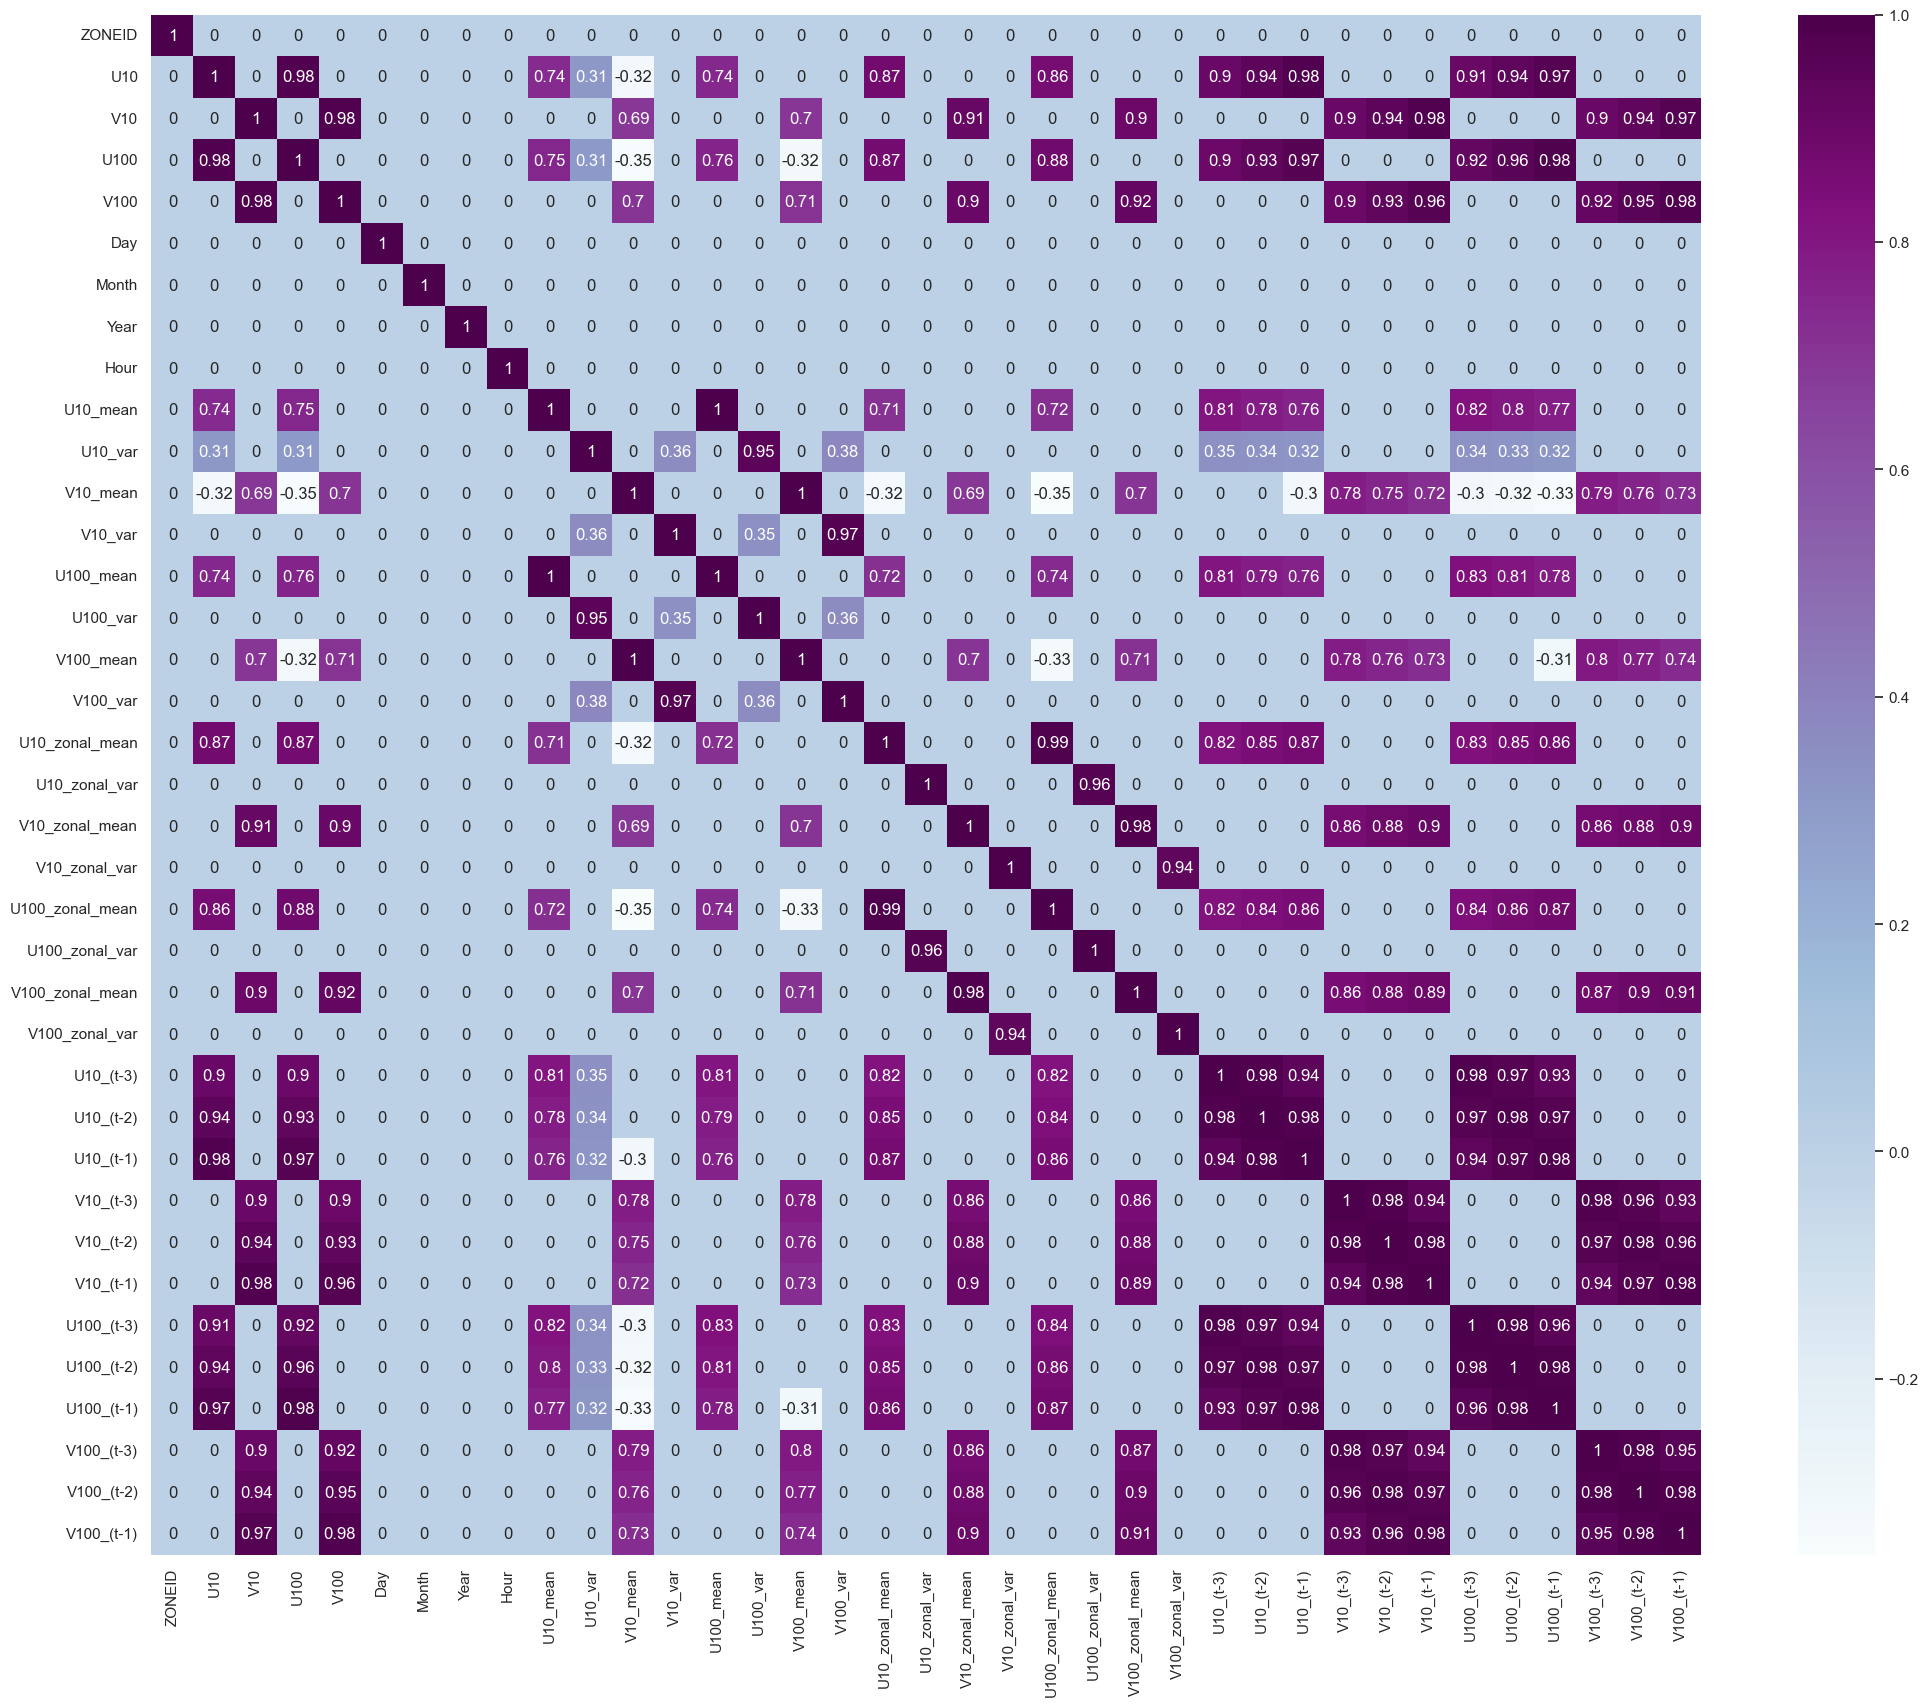 ZONEID 1 0 0 0 0 0 0 0 0 0 0 0 0 0 0 0 0 0 0 0 0 0 0 0 0 0 0 0 0 0 0 0 0 0 0 0 0
U10 0 1 0 0.98 0 0 0 0 0 0.74 0.31 -0.32 0 0.74 0 0 0 0.87 0 0 0 0.86 0 0 0 0.9 0.94 0.98 0 0 0 0.91 0.94 0.97 0 0 0
V10 0 0 1 0 0.98 0 0 0 0 0 0 0.69 0 0 0 0.7 0 0 0 0.91 0 0 0 0.9 0 0 0 0 0.9 0.94 0.98 0 0 0 0.9 0.94 0.97
U100 0 0.98 0 1 0 0 0 0 0 0.75 0.31 -0.35 0 0.76 0 -0.32 0 0.87 0 0 0 0.88 0 0 0 0.9 0.93 0.97 0 0 0 0.92 0.96 0.98 0 0 0
V100 0 0 0.98 0 1 0 0 0 0 0 0 0.7 0 0 0 0.71 0 0 0 0.9 0 0 0 0.92 0 0 0 0 0.9 0.93 0.96 0 0 0 0.92 0.95 0.98
Day 0 0 0 0 0 1 0 0 0 0 0 0 0 0 0 0 0 0 0 0 0 0 0 0 0 0 0 0 0 0 0 0 0 0 0 0 0
Month 0 0 0 0 0 0 1 0 0 0 0 0 0 0 0 0 0 0 0 0 0 0 0 0 0 0 0 0 0 0 0 0 0 0 0 0 0
Year 0 0 0 0 0 0 0 1 0 0 0 0 0 0 0 0 0 0 0 0 0 0 0 0 0 0 0 0 0 0 0 0 0 0 0 0 0
Hour 0 0 0 0 0 0 0 0 1 0 0 0 0 0 0 0 0 0 0 0 0 0 0 0 0 0 0 0 0 0 0 0 0 0 0 0 0
U10_mean 0 0.74 0 0.75 0 0 0 0 0 1 0 0 0 1 0 0 0 0.71 0 0 0 0.72 0 0 0 0.81 0.78 0.76 0 0 0 0.82 0.8 0.77 0 0 0
U10_var 0 0.31 0 0.31 0 0 0 0 0 0 1 0 0.36 0 0.95 0 0.38 0 0 0 0 0 0 0 0 0.35 0.34 0.32 0 0 0 0.34 0.33 0.32 0 0 0
V10_mean 0 -0.32 0.69 -0.35 0.7 0 0 0 0 0 0 1 0 0 0 1 0 -0.32 0 0.69 0 -0.35 0 0.7 0 0 0 -0.3 0.78 0.75 0.72 -0.3 -0.32 -0.33 0.79 0.76 0.73
V10_var 0 0 0 0 0 0 0 0 0 0 0.36 0 1 0 0.35 0 0.97 0 0 0 0 0 0 0 0 0 0 0 0 0 0 0 0 0 0 0 0
U100_mean 0 0.74 0 0.76 0 0 0 0 0 1 0 0 0 1 0 0 0 0.72 0 0 0 0.74 0 0 0 0.81 0.79 0.76 0 0 0 0.83 0.81 0.78 0 0 0
U100_var 0 0 0 0 0 0 0 0 0 0 0.95 0 0.35 0 1 0 0.36 0 0 0 0 0 0 0 0 0 0 0 0 0 0 0 0 0 0 0 0
V100_mean 0 0 0.7 -0.32 0.71 0 0 0 0 0 0 1 0 0 0 1 0 0 0 0.7 0 -0.33 0 0.71 0 0 0 0 0.78 0.76 0.73 0 0 -0.31 0.8 0.77 0.74
V100_var 0 0 0 0 0 0 0 0 0 0 0.38 0 0.97 0 0.36 0 1 0 0 0 0 0 0 0 0 0 0 0 0 0 0 0 0 0 0 0 0
U10_zonal_mean 0 0.87 0 0.87 0 0 0 0 0 0.71 0 -0.32 0 0.72 0 0 0 1 0 0 0 0.99 0 0 0 0.82 0.85 0.87 0 0 0 0.83 0.85 0.86 0 0 0
U10_zonal_var 0 0 0 0 0 0 0 0 0 0 0 0 0 0 0 0 0 0 1 0 0 0 0.96 0 0 0 0 0 0 0 0 0 0 0 0 0 0
V10_zonal_mean 0 0 0.91 0 0.9 0 0 0 0 0 0 0.69 0 0 0 0.7 0 0 0 1 0 0 0 0.98 0 0 0 0 0.86 0.88 0.9 0 0 0 0.86 0.88 0.9
V10_zonal_var 0 0 0 0 0 0 0 0 0 0 0 0 0 0 0 0 0 0 0 0 1 0 0 0 0.94 0 0 0 0 0 0 0 0 0 0 0 0
U100_zonal_mean 0 0.86 0 0.88 0 0 0 0 0 0.72 0 -0.35 0 0.74 0 -0.33 0 0.99 0 0 0 1 0 0 0 0.82 0.84 0.86 0 0 0 0.84 0.86 0.87 0 0 0
U100_zonal_var 0 0 0 0 0 0 0 0 0 0 0 0 0 0 0 0 0 0 0.96 0 0 0 1 0 0 0 0 0 0 0 0 0 0 0 0 0 0
V100_zonal_mean 0 0 0.9 0 0.92 0 0 0 0 0 0 0.7 0 0 0 0.71 0 0 0 0.98 0 0 0 1 0 0 0 0 0.86 0.88 0.89 0 0 0 0.87 0.9 0.91
V100_zonal_var 0 0 0 0 0 0 0 0 0 0 0 0 0 0 0 0 0 0 0 0 0.94 0 0 0 1 0 0 0 0 0 0 0 0 0 0 0 0
U10_(t-3) 0 0.9 0 0.9 0 0 0 0 0 0.81 0.35 0 0 0.81 0 0 0 0.82 0 0 0 0.82 0 0 0 1 0.98 0.94 0 0 0 0.98 0.97 0.93 0 0 0
U10_(t-2) 0 0.94 0 0.93 0 0 0 0 0 0.78 0.34 0 0 0.79 0 0 0 0.85 0 0 0 0.84 0 0 0 0.98 1 0.98 0 0 0 0.97 0.98 0.97 0 0 0
U10_(t-1) 0 0.98 0 0.97 0 0 0 0 0 0.76 0.32 -0.3 0 0.76 0 0 0 0.87 0 0 0 0.86 0 0 0 0.94 0.98 1 0 0 0 0.94 0.97 0.98 0 0 0
V10_(t-3) 0 0 0.9 0 0.9 0 0 0 0 0 0 0.78 0 0 0 0.78 0 0 0 0.86 0 0 0 0.86 0 0 0 0 1 0.98 0.94 0 0 0 0.98 0.96 0.93
V10_(t-2) 0 0 0.94 0 0.93 0 0 0 0 0 0 0.75 0 0 0 0.76 0 0 0 0.88 0 0 0 0.88 0 0 0 0 0.98 1 0.98 0 0 0 0.97 0.98 0.96
V10_(t-1) 0 0 0.98 0 0.96 0 0 0 0 0 0 0.72 0 0 0 0.73 0 0 0 0.9 0 0 0 0.89 0 0 0 0 0.94 0.98 1 0 0 0 0.94 0.97 0.98
U100_(t-3) 0 0.91 0 0.92 0 0 0 0 0 0.82 0.34 -0.3 0 0.83 0 0 0 0.83 0 0 0 0.84 0 0 0 0.98 0.97 0.94 0 0 0 1 0.98 0.96 0 0 0
U100_(t-2) 0 0.94 0 0.96 0 0 0 0 0 0.8 0.33 -0.32 0 0.81 0 0 0 0.85 0 0 0 0.86 0 0 0 0.97 0.98 0.97 0 0 0 0.98 1 0.98 0 0 0
U100_(t-1) 0 0.97 0 0.98 0 0 0 0 0 0.77 0.32 -0.33 0 0.78 0 -0.31 0 0.86 0 0 0 0.87 0 0 0 0.93 0.97 0.98 0 0 0 0.96 0.98 1 0 0 0
V100_(t-3) 0 0 0.9 0 0.92 0 0 0 0 0 0 0.79 0 0 0 0.8 0 0 0 0.86 0 0 0 0.87 0 0 0 0 0.98 0.97 0.94 0 0 0 1 0.98 0.95
V100_(t-2) 0 0 0.94 0 0.95 0 0 0 0 0 0 0.76 0 0 0 0.77 0 0 0 0.88 0 0 0 0.9 0 0 0 0 0.96 0.98 0.97 0 0 0 0.98 1 0.98
V100_(t-1) 0 0 0.97 0 0.98 0 0 0 0 0 0 0.73 0 0 0 0.74 0 0 0 0.9 0 0 0 0.91 0 0 0 0 0.93 0.96 0.98 0 0 0 0.95 0.98 1
ZONEID
U10
V10
U100
V100
Day
Month
Year
Hour
U10_mean
U10_var
V10_mean
V10_var
U100_mean
U100_var
V100_mean
V100_var
U10_zonal_mean
U10_zonal_var
V10_zonal_mean
V10_zonal_var
U100_zonal_mean
U100_zonal_var
V100_zonal_mean
V100_zonal_var
U10_(t-3)
U10_(t-2)
U10_(t-1)
V10_(t-3)
V10_(t-2)
V10_(t-1)
U100_(t-3)
U100_(t-2)
U100_(t-1)
V100_(t-3)
V100_(t-2)
V100_(t-1)
1.0
0.8
0.6
0.4
0.2
0.0
−0.2